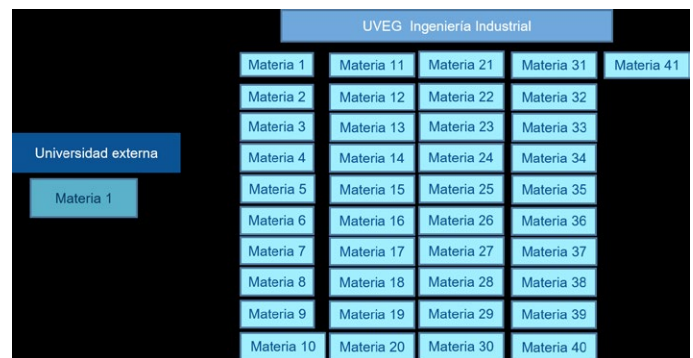 UVEG Ingeniería Industrial
Materia 1 Materia 11 Materia 21 Materia 31 Materia 41
Materia 2 Materia 12 Materia 22 Materia 32
Materia 3 Materia 13 Materia 23 Materia 33
Universidad externa
Materia 4 Materia 14 Materia 24 Materia 34
Materia 1
Materia 5 Materia 15 Materia 25 Materia 35
Materia 6 Materia 16 Materia 26 Materia 36
Materia 7 Materia 17 Materia 27 Materia 37
Materia 8 Materia 18 Materia 28 Materia 38
Materia 9 Materia 19 Materia 29 Materia 39
Materia 10 Materia 20 Materia 30 Materia 40